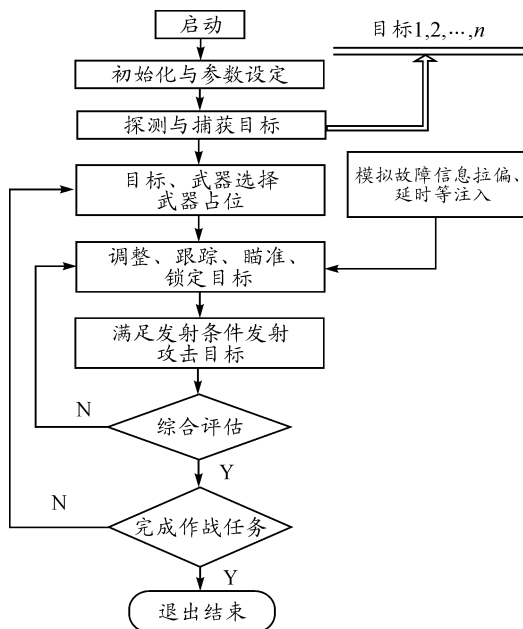 启动
目标1,2,…,n
初始化与参数设定
探测与捕获目标
目标、武器选择
武器占位
模拟故障信息拉偏、
延时等注入
调整、跟踪、瞄准、
锁定目标
满足发射条件发射
攻击目标
N
综合评估
Y
N
完成作战任务
Y
退出结束